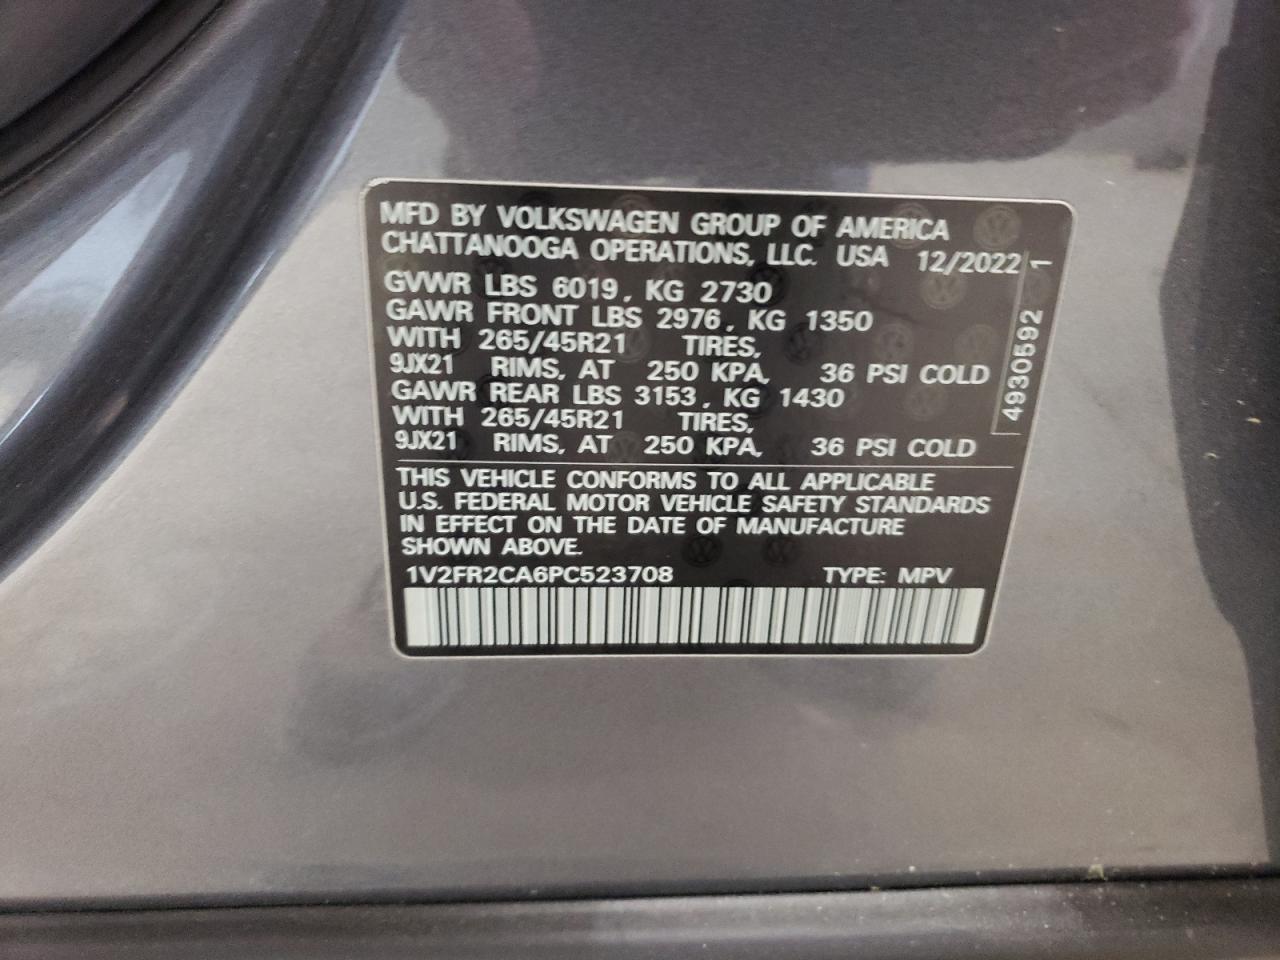 MFD BY VOLKSWAGEN GROUP OF AMERICA
CHATTANOOGA OPERATIONS, LLC. USA 12/2022
GVWR LBS 6019, KG 2730
GAWR FRONT LBS 2976, KG 1350
WITH 265/45R21 TIRES,
9JX21 RIMS, AT 250 KPA, 36 PSI COLD
GAWR REAR LBS 3153, KG 1430
WITH 265/45R21 TIRES,
9JX21 RIMS, AT 250 KPA, 36 PSI COLD
4930592 1
THIS VEHICLE CONFORMS TO ALL APPLICABLE
U.S. FEDERAL MOTOR VEHICLE SAFETY STANDARDS
IN EFFECT ON THE DATE OF MANUFACTURE
SHOWN ABOVE.
1V2FR2CA6PC523708 TYPE: MPV